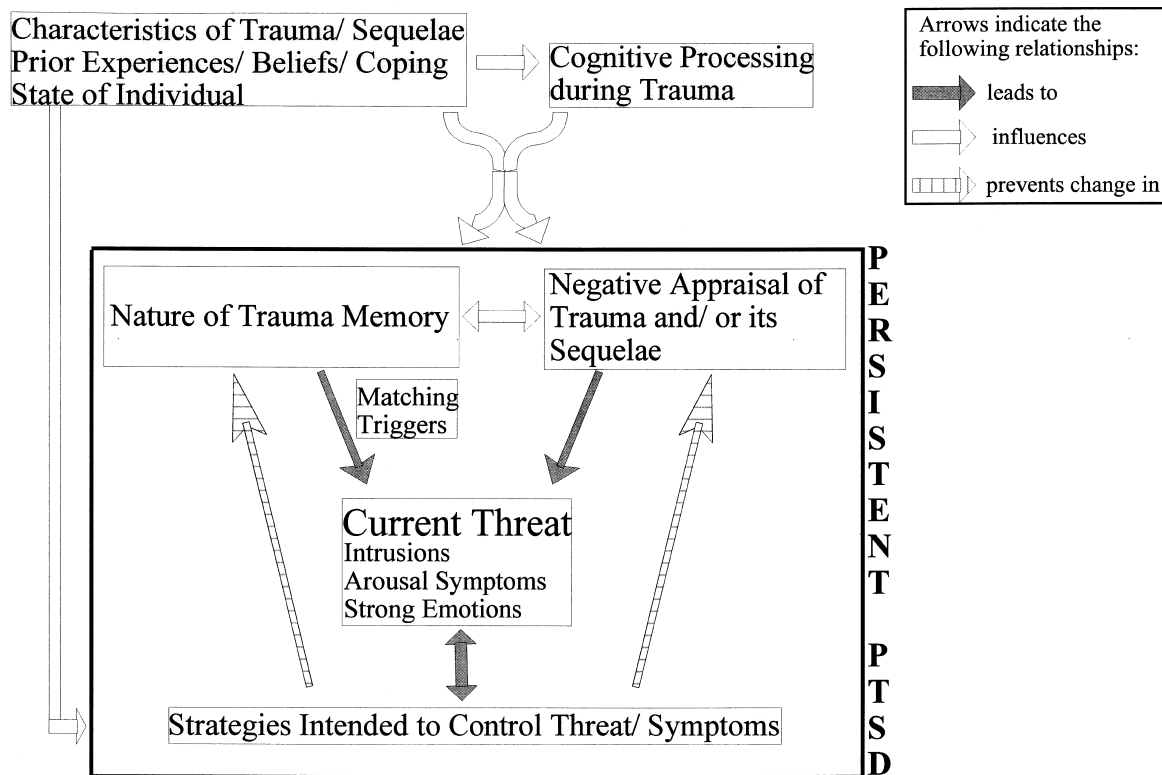 Characteristics of Trauma/ Sequelae
Prior Experiences/ Beliefs/ Coping
State of Individual
Cognitive Processing
during Trauma
Arrows indicate the
following relationships:
leads to
influences
prevents change in
Nature of Trauma Memory
Negative Appraisal of
Trauma and/ or its
Sequelae
Matching
Triggers
Current Threat
Intrusions
Arousal Symptoms
Strong Emotions
Strategies Intended to Control Threat/ Symptoms
PERSISTENT PTSD